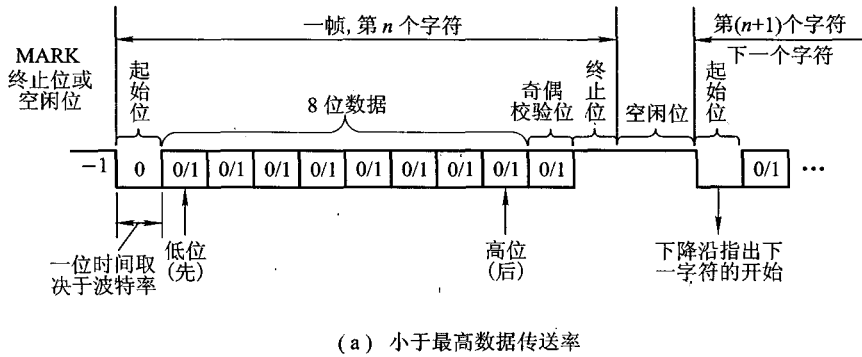 一帧, 第 n 个字符
第(n+1)个字符
下一个字符
MARK
终止位或
空闲位
起始位
8 位数据
奇偶
校验位
终止位
空闲位
起始位
-1
0
0/1
0/1
0/1
0/1
0/1
0/1
0/1
0/1
0/1
0/1
···
一位时间取
决于波特率
低位
(先)
高位
(后)
下降沿指出下
一字符的开始
(a) 小于最高数据传送率